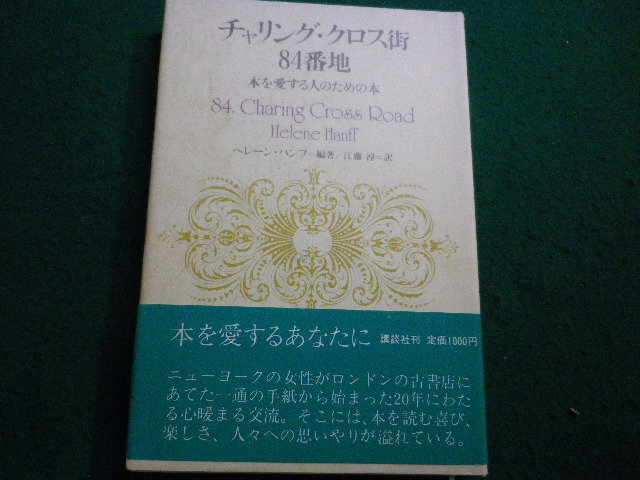 チャリング・クロス街
84番地
本を愛する人のための本
84, Charing Cross Road
Helene Hanff
ヘレーン・ハンフ=編著 江藤 淳=訳
本を愛するあなたに 講談社刊 定価1000円
ニューヨークの女性がロンドンの古書店に
あてた一通の手紙から始まった20年にわた
る心暖まる交流。そこには、本を読む喜び、
楽しさ、人々への思いやりが溢れている。